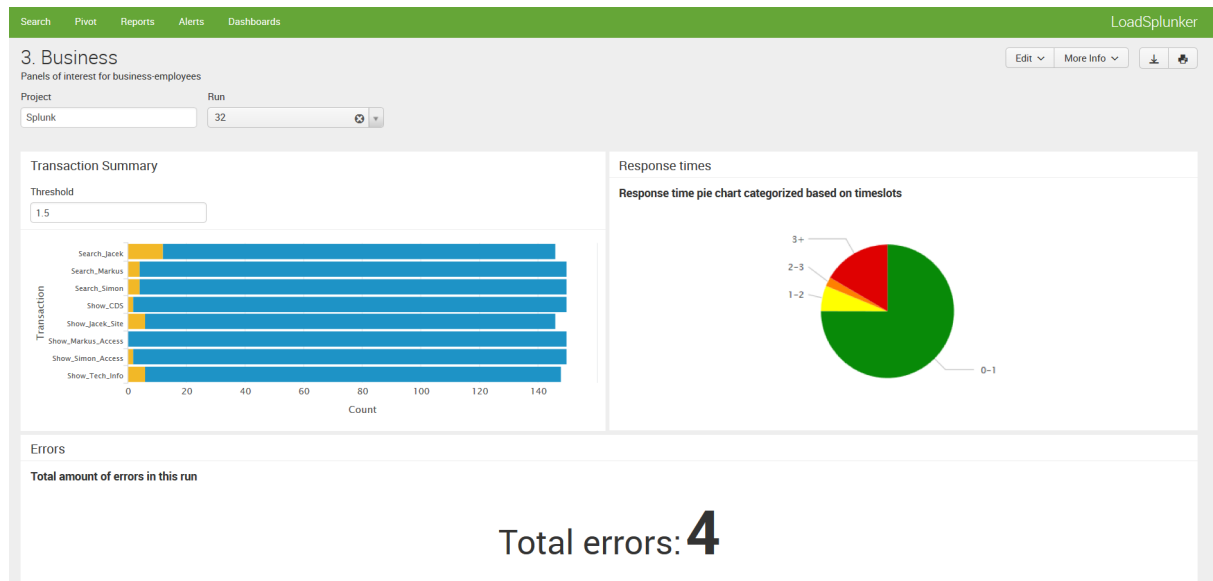 Search Pivot Reports Alerts Dashboards LoadSplunker
3. Business
Edit More Info
Panels of interest for business-employees
Project Run
Splunk 32
Transaction Summary
Threshold
1.5
Transaction
Search_Jacek
Search_Markus
Search_Simon
Show_CDS
Show_Jacek_Site
Show_Markus_Access
Show_Simon_Access
Show_Tech_Info
0 20 40 60 80 100 120 140
Count
Response times
Response time pie chart categorized based on timeslots
3+
2-3
1-2
0-1
Errors
Total amount of errors in this run
Total errors: 4